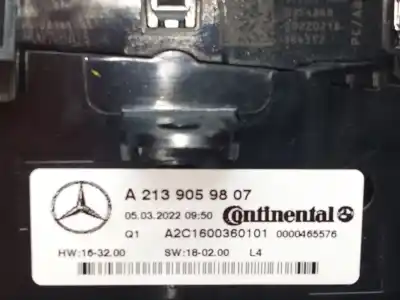 A 213 905 98 07
05.03.2022 09:50 Continental
Q1 A2C1600360101 0000465576
HW:16-32.00 SW:18-02.00 L4